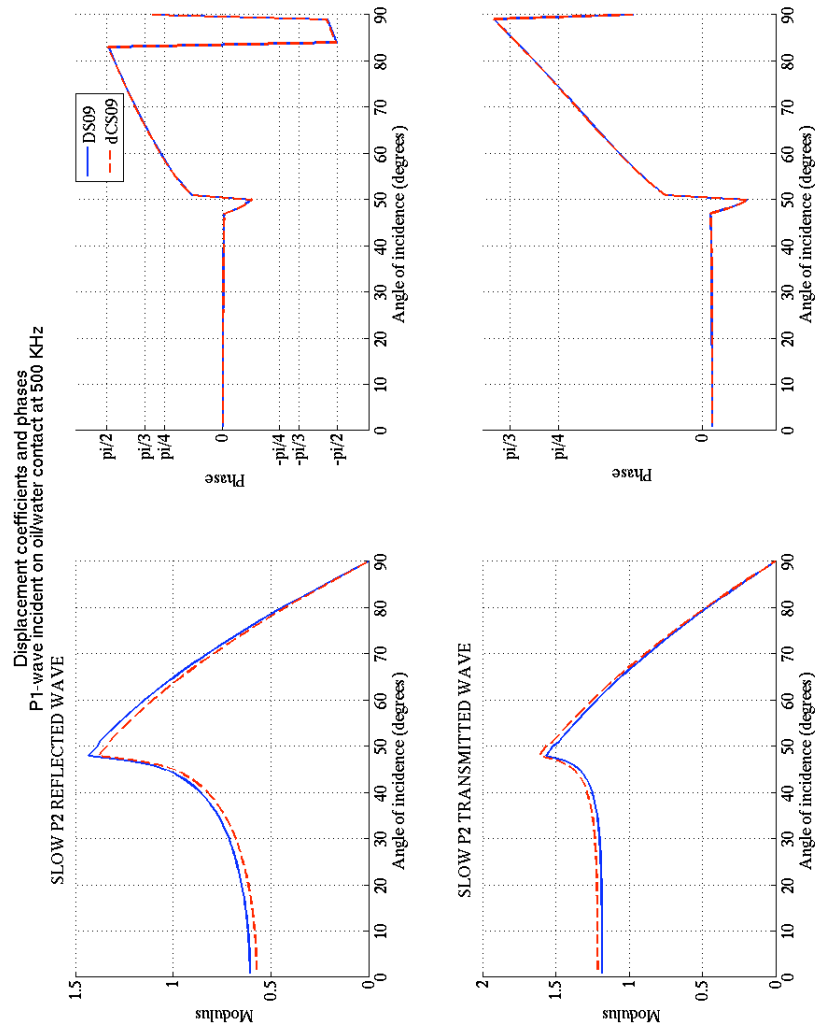 Displacement coefficients and phases
P1-wave incident on oil/water contact at 500 KHz
SLOW P2 REFLECTED WAVE
1.5
1
0.5
0
Modulus
0 10 20 30 40 50 60 70 80 90
Angle of incidence (degrees)
DS09
dCS09
pi/2
pi/3
pi/4
0
-pi/4
-pi/3
-pi/2
Phase
0 10 20 30 40 50 60 70 80 90
Angle of incidence (degrees)
SLOW P2 TRANSMITTED WAVE
2
1.5
1
0.5
0
Modulus
0 10 20 30 40 50 60 70 80 90
Angle of incidence (degrees)
pi/3
pi/4
0
Phase
0 10 20 30 40 50 60 70 80 90
Angle of incidence (degrees)